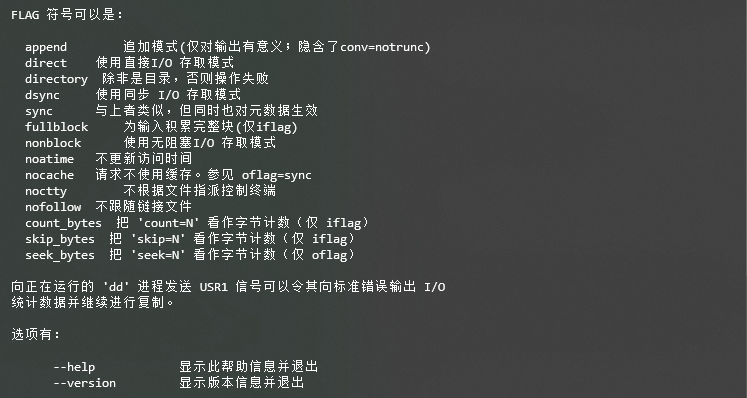 FLAG 符号可以是:
append 追加模式(仅对输出有意义；隐含了conv=notrunc)
direct 使用直接I/O 存取模式
directory 除非是目录，否则操作失败
dsync 使用同步 I/O 存取模式
sync 与上者类似，但同时也对元数据生效
fullblock 为输入积累完整块(仅iflag)
nonblock 使用无阻塞I/O 存取模式
noatime 不更新访问时间
nocache 请求不使用缓存。参见 oflag=sync
noctty 不根据文件指派控制终端
nofollow 不跟随链接文件
count_bytes 把 'count=N' 看作字节计数（仅 iflag）
skip_bytes 把 'skip=N' 看作字节计数（仅 iflag）
seek_bytes 把 'seek=N' 看作字节计数（仅 oflag）
向正在运行的 'dd' 进程发送 USR1 信号可以令其向标准错误输出 I/O
统计数据并继续进行复制。
选项有:
--help 显示此帮助信息并退出
--version 显示版本信息并退出